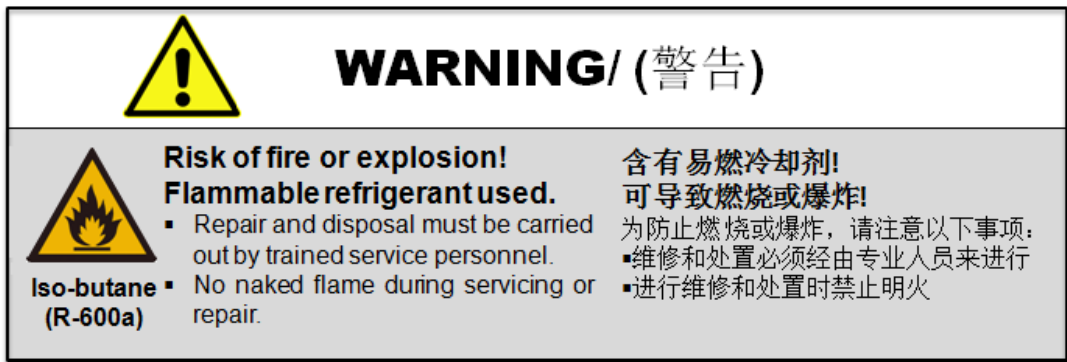 WARNING/ (警告)
Risk of fire or explosion!
Flammable refrigerant used.
▪ Repair and disposal must be carried
out by trained service personnel.
▪ No naked flame during servicing or
repair.
Iso-butane
(R-600a)
含有易燃冷却剂!
可导致燃烧或爆炸!
为防止燃烧或爆炸，请注意以下事项：
▪维修和处置必须经由专业人员来进行
▪进行维修和处置时禁止明火